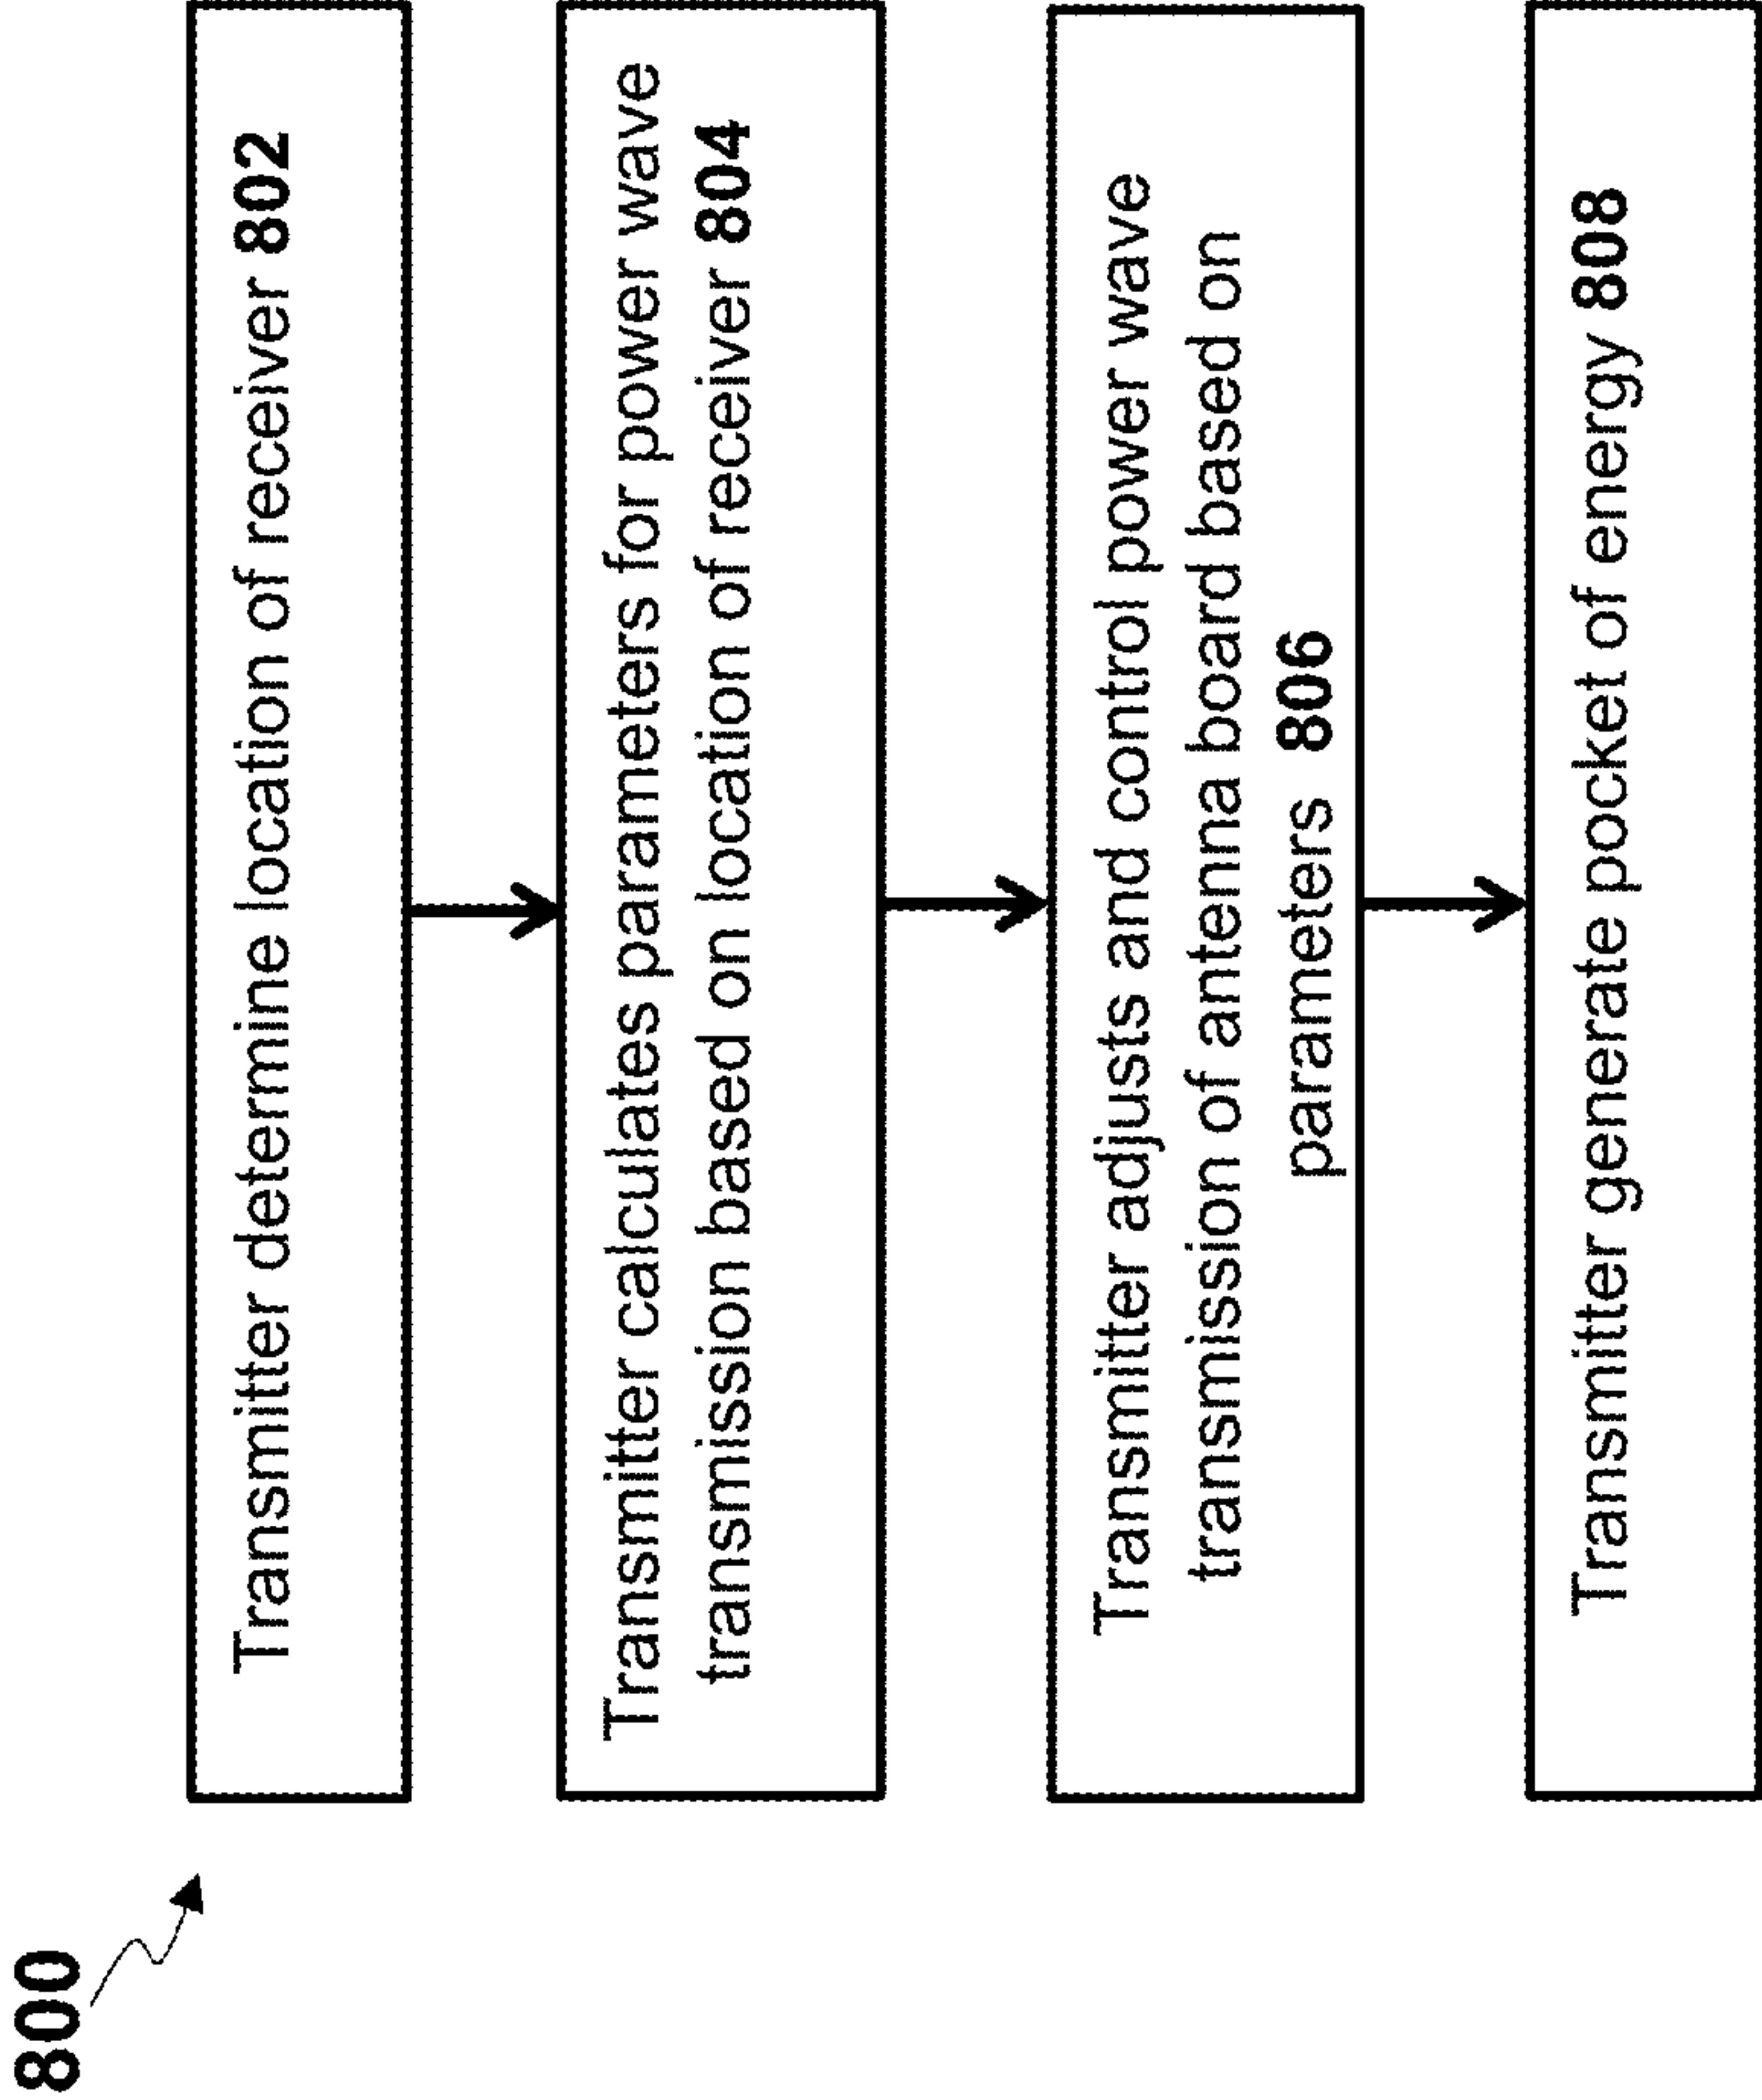 800
Transmitter determine location of receiver 802
Transmitter calculates parameters for power wave
transmission based on location of receiver 804
Transmitter adjusts and control power wave
transmission of antenna board based on
parameters 806
Transmitter generate pocket of energy 808